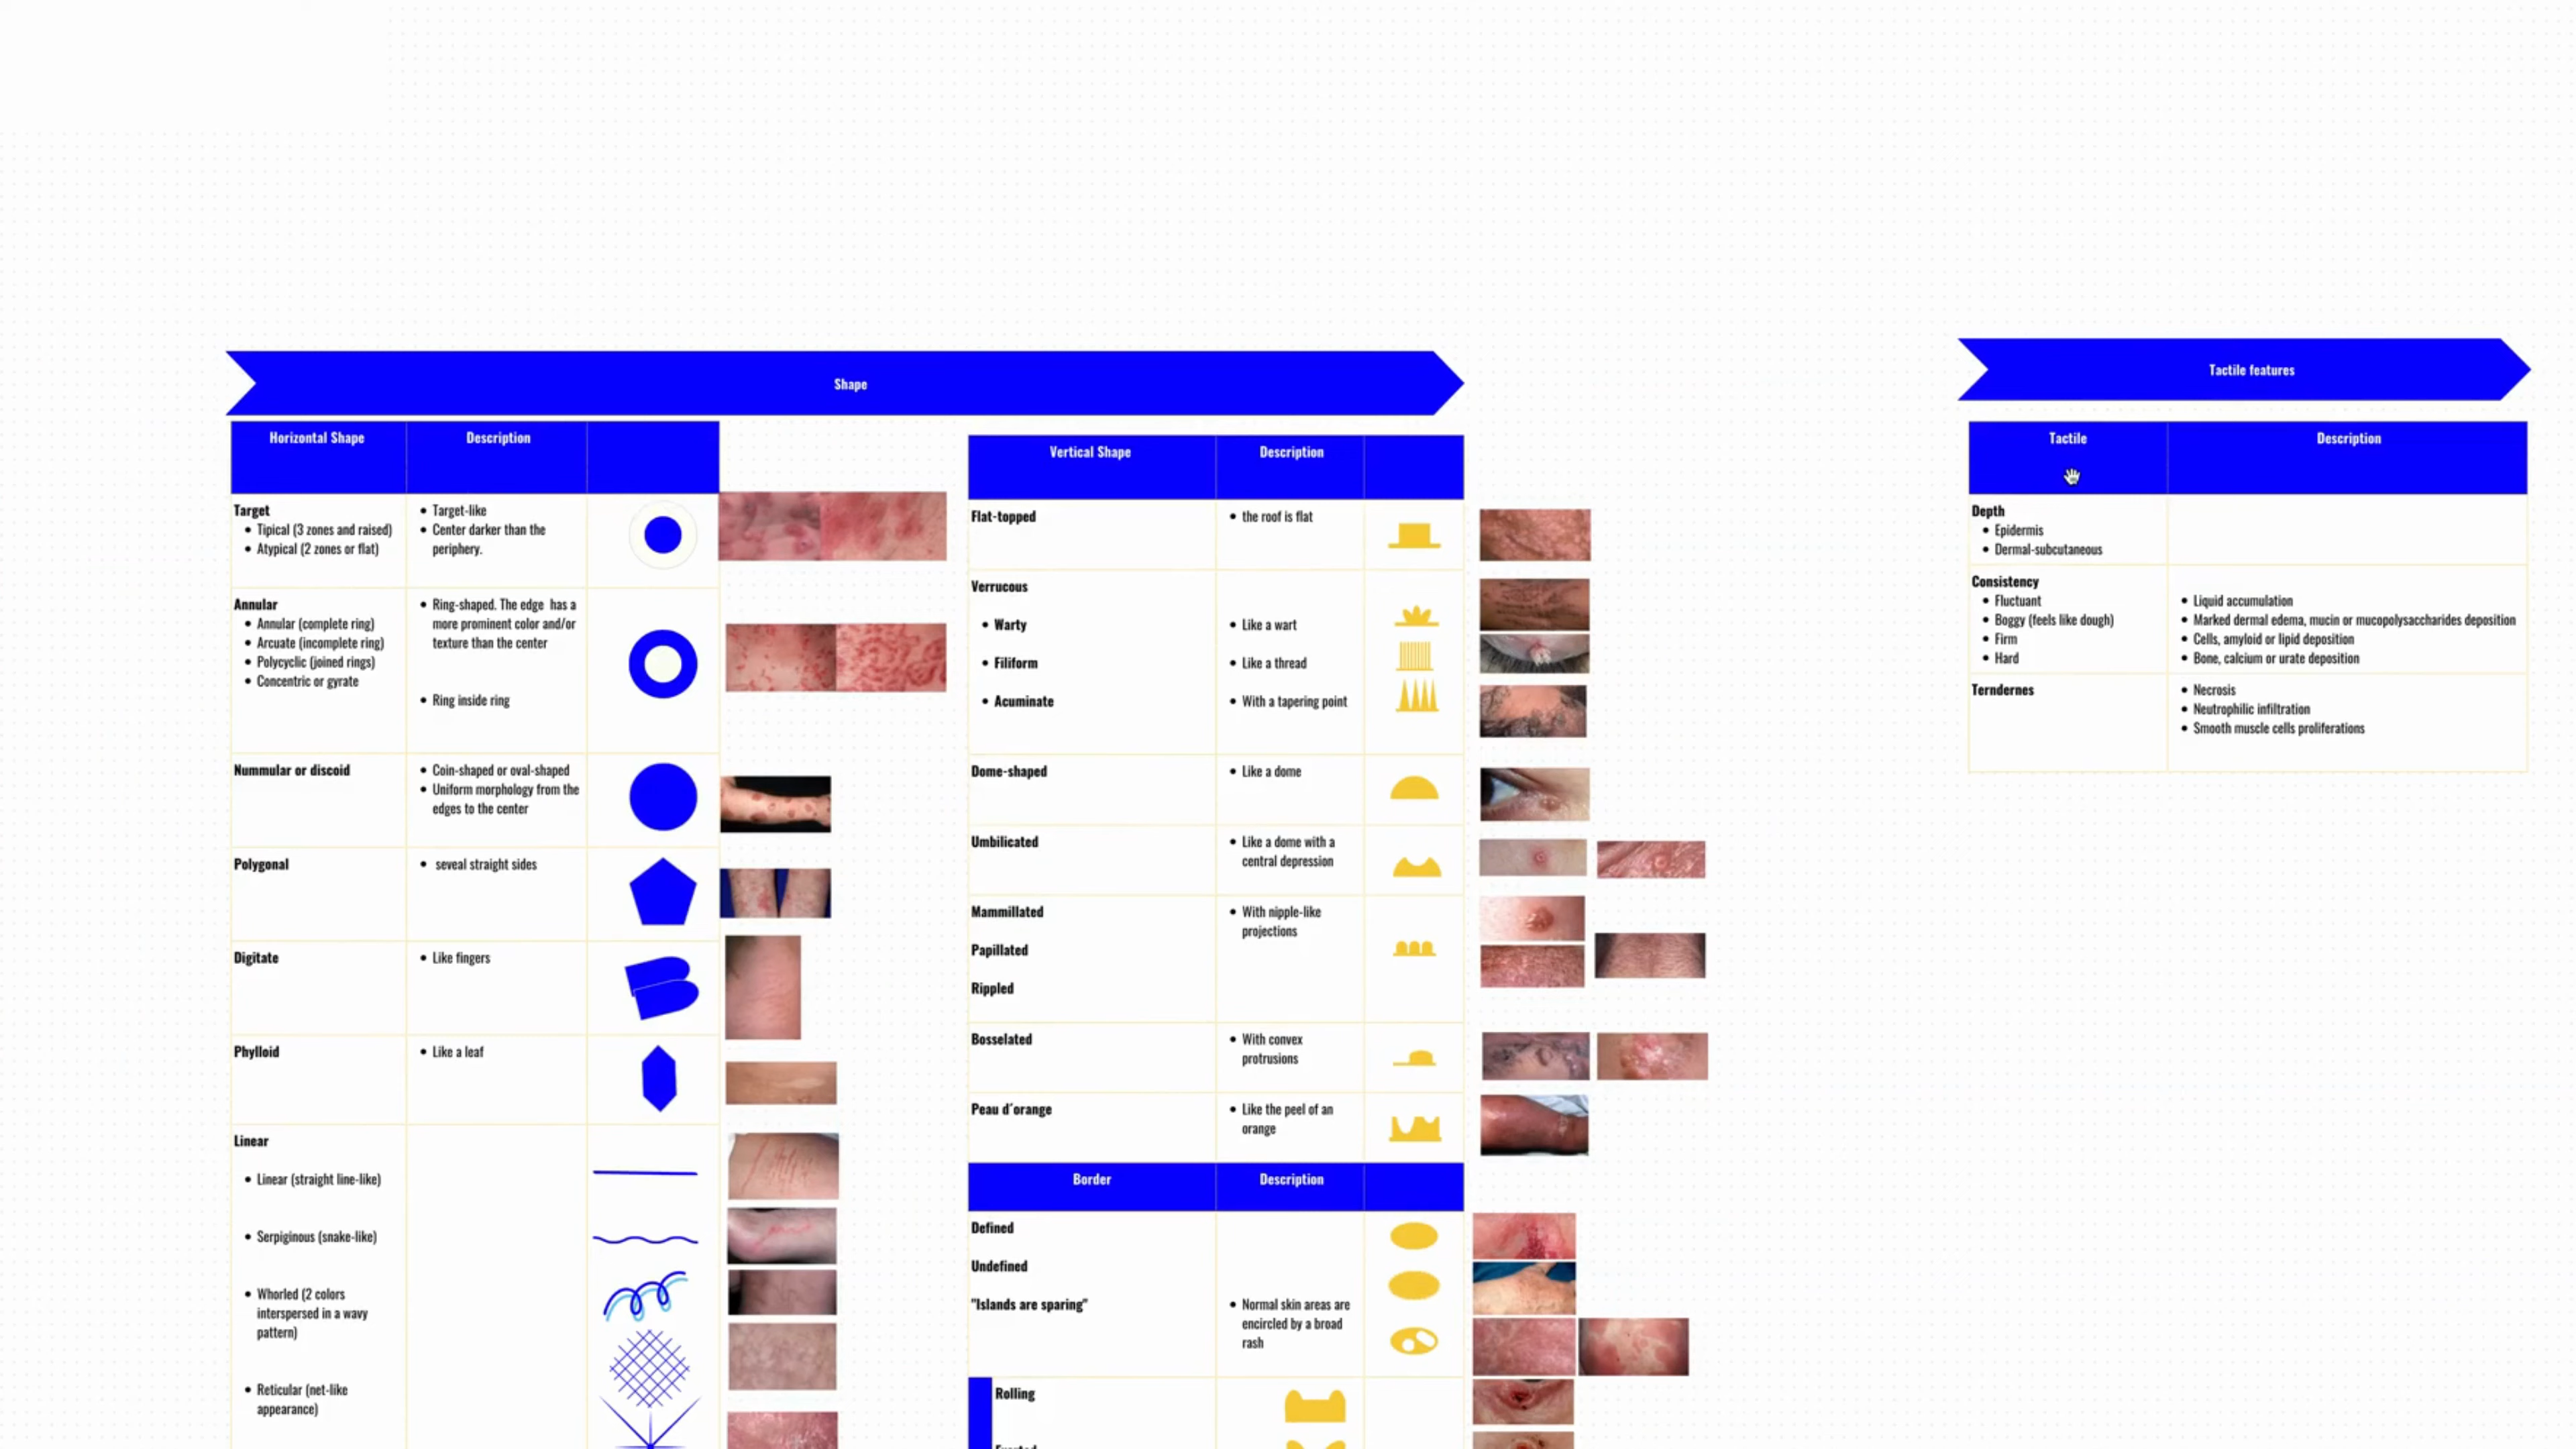 Shape
Horizontal Shape
Description
Target
• Tipical (3 zones and raised)
• Atypical (2 zones or flat)
• Target-like
• Center darker than the
periphery.
Annular
• Annular (complete ring)
• Arcuate (incomplete ring)
• Polycyclic (joined rings)
• Concentric or gyrate
• Ring-shaped. The edge has a
more prominent color and/or
texture than the center
• Ring inside ring
Nummular or discoid
• Coin-shaped or oval-shaped
• Uniform morphology from the
edges to the center
Polygonal
• seveal straight sides
Digitate
• Like fingers
Phylloid
• Like a leaf
Linear
• Linear (straight line-like)
• Serpiginous (snake-like)
• Whorled (2 colors
interspersed in a wavy
pattern)
• Reticular (net-like
appearance)
Vertical Shape
Description
Flat-topped
• the roof is flat
Verrucous
• Warty
• Like a wart
• Filiform
• Like a thread
• Acuminate
• With a tapering point
Dome-shaped
• Like a dome
Umbilicated
• Like a dome with a
central depression
Mammillated
• With nipple-like
projections
Papillated
Rippled
Bosselated
• With convex
protrusions
Peau d´orange
• Like the peel of an
orange
Border
Description
Defined
Undefined
"Islands are sparing"
• Normal skin areas are
encircled by a broad
rash
Rolling
Tactile features
Tactile
Description
Depth
• Epidermis
• Dermal-subcutaneous
Consistency
• Fluctuant
• Liquid accumulation
• Boggy (feels like dough)
• Marked dermal edema, mucin or mucopolysaccharides deposition
• Firm
• Cells, amyloid or lipid deposition
• Hard
• Bone, calcium or urate deposition
Terndernes
• Necrosis
• Neutrophilic infiltration
• Smooth muscle cells proliferations